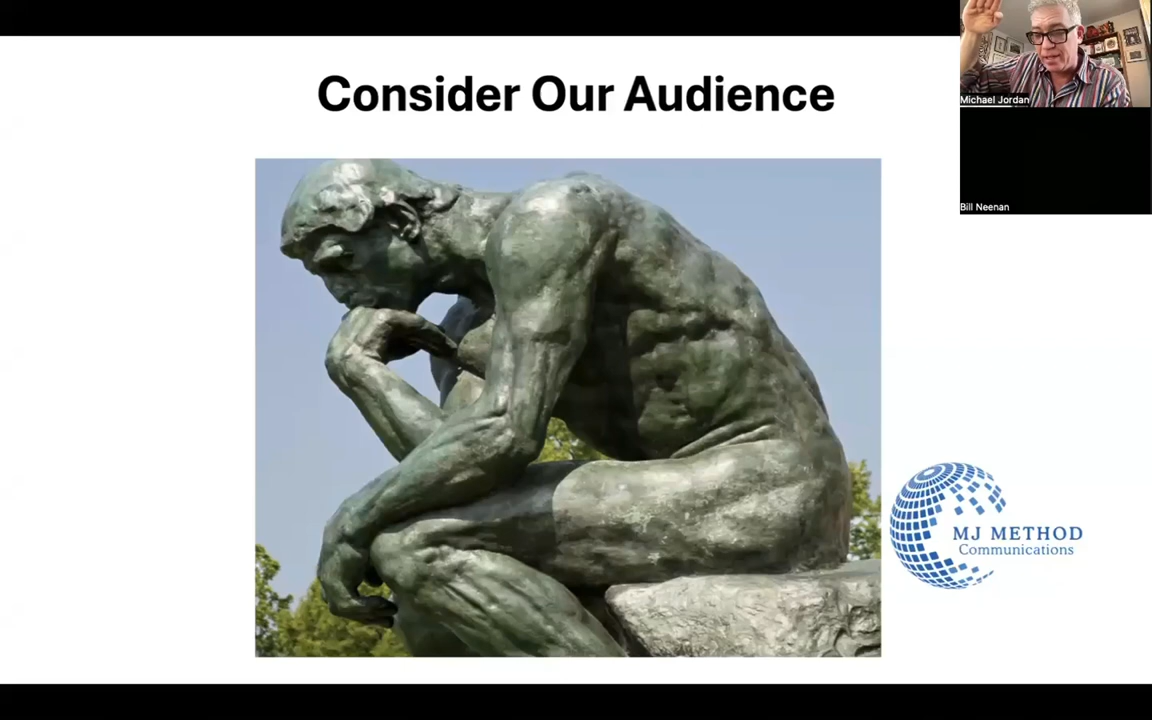 Consider Our Audience
Michael Jordan
Bill Neenan
MJ METHOD
Communications